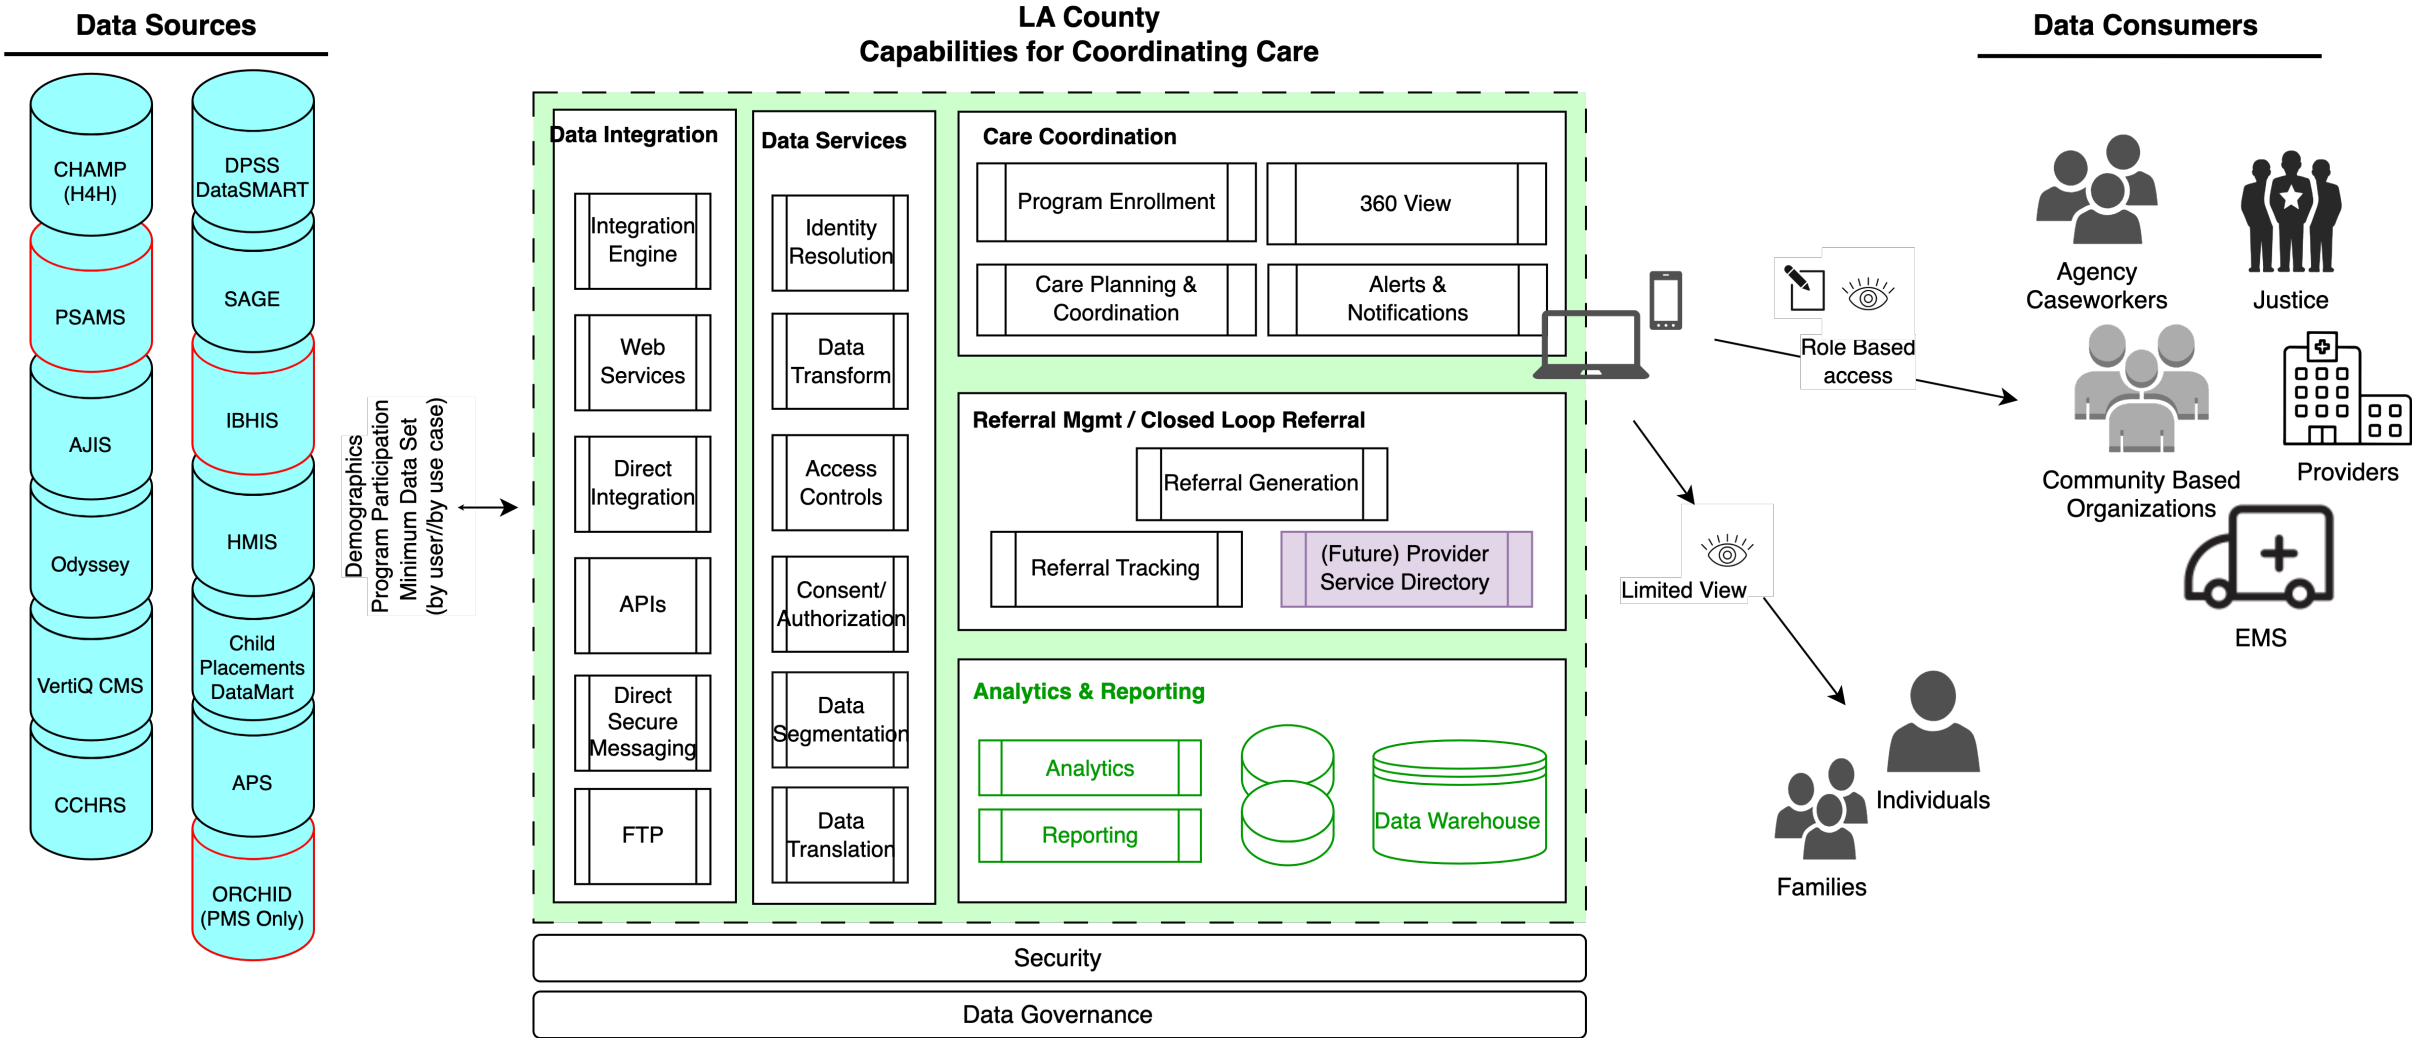 Data Sources
CHAMP
(H4H)
PSAMS
AJIS
Odyssey
VertiQ CMS
CCHRS
DPSS
DataSMART
SAGE
IBHIS
HMIS
Child
Placements
DataMart
APS
ORCHID
(PMS Only)
Demographics
Program Participation
Minimum Data Set
(by user//by use case)
LA County
Capabilities for Coordinating Care
Data Integration
Integration
Engine
Web
Services
Direct
Integration
APIs
Direct
Secure
Messaging
FTP
Data Services
Identity
Resolution
Data
Transform
Access
Controls
Consent/
Authorization
Data
Segmentation
Data
Translation
Care Coordination
Program Enrollment
360 View
Care Planning &
Coordination
Alerts &
Notifications
Referral Mgmt / Closed Loop Referral
Referral Generation
Referral Tracking
(Future) Provider
Service Directory
Analytics & Reporting
Analytics
Reporting
Data Warehouse
Security
Data Governance
Role Based
access
Limited View
Data Consumers
Agency
Caseworkers
Justice
Community Based
Organizations
Providers
EMS
Individuals
Families